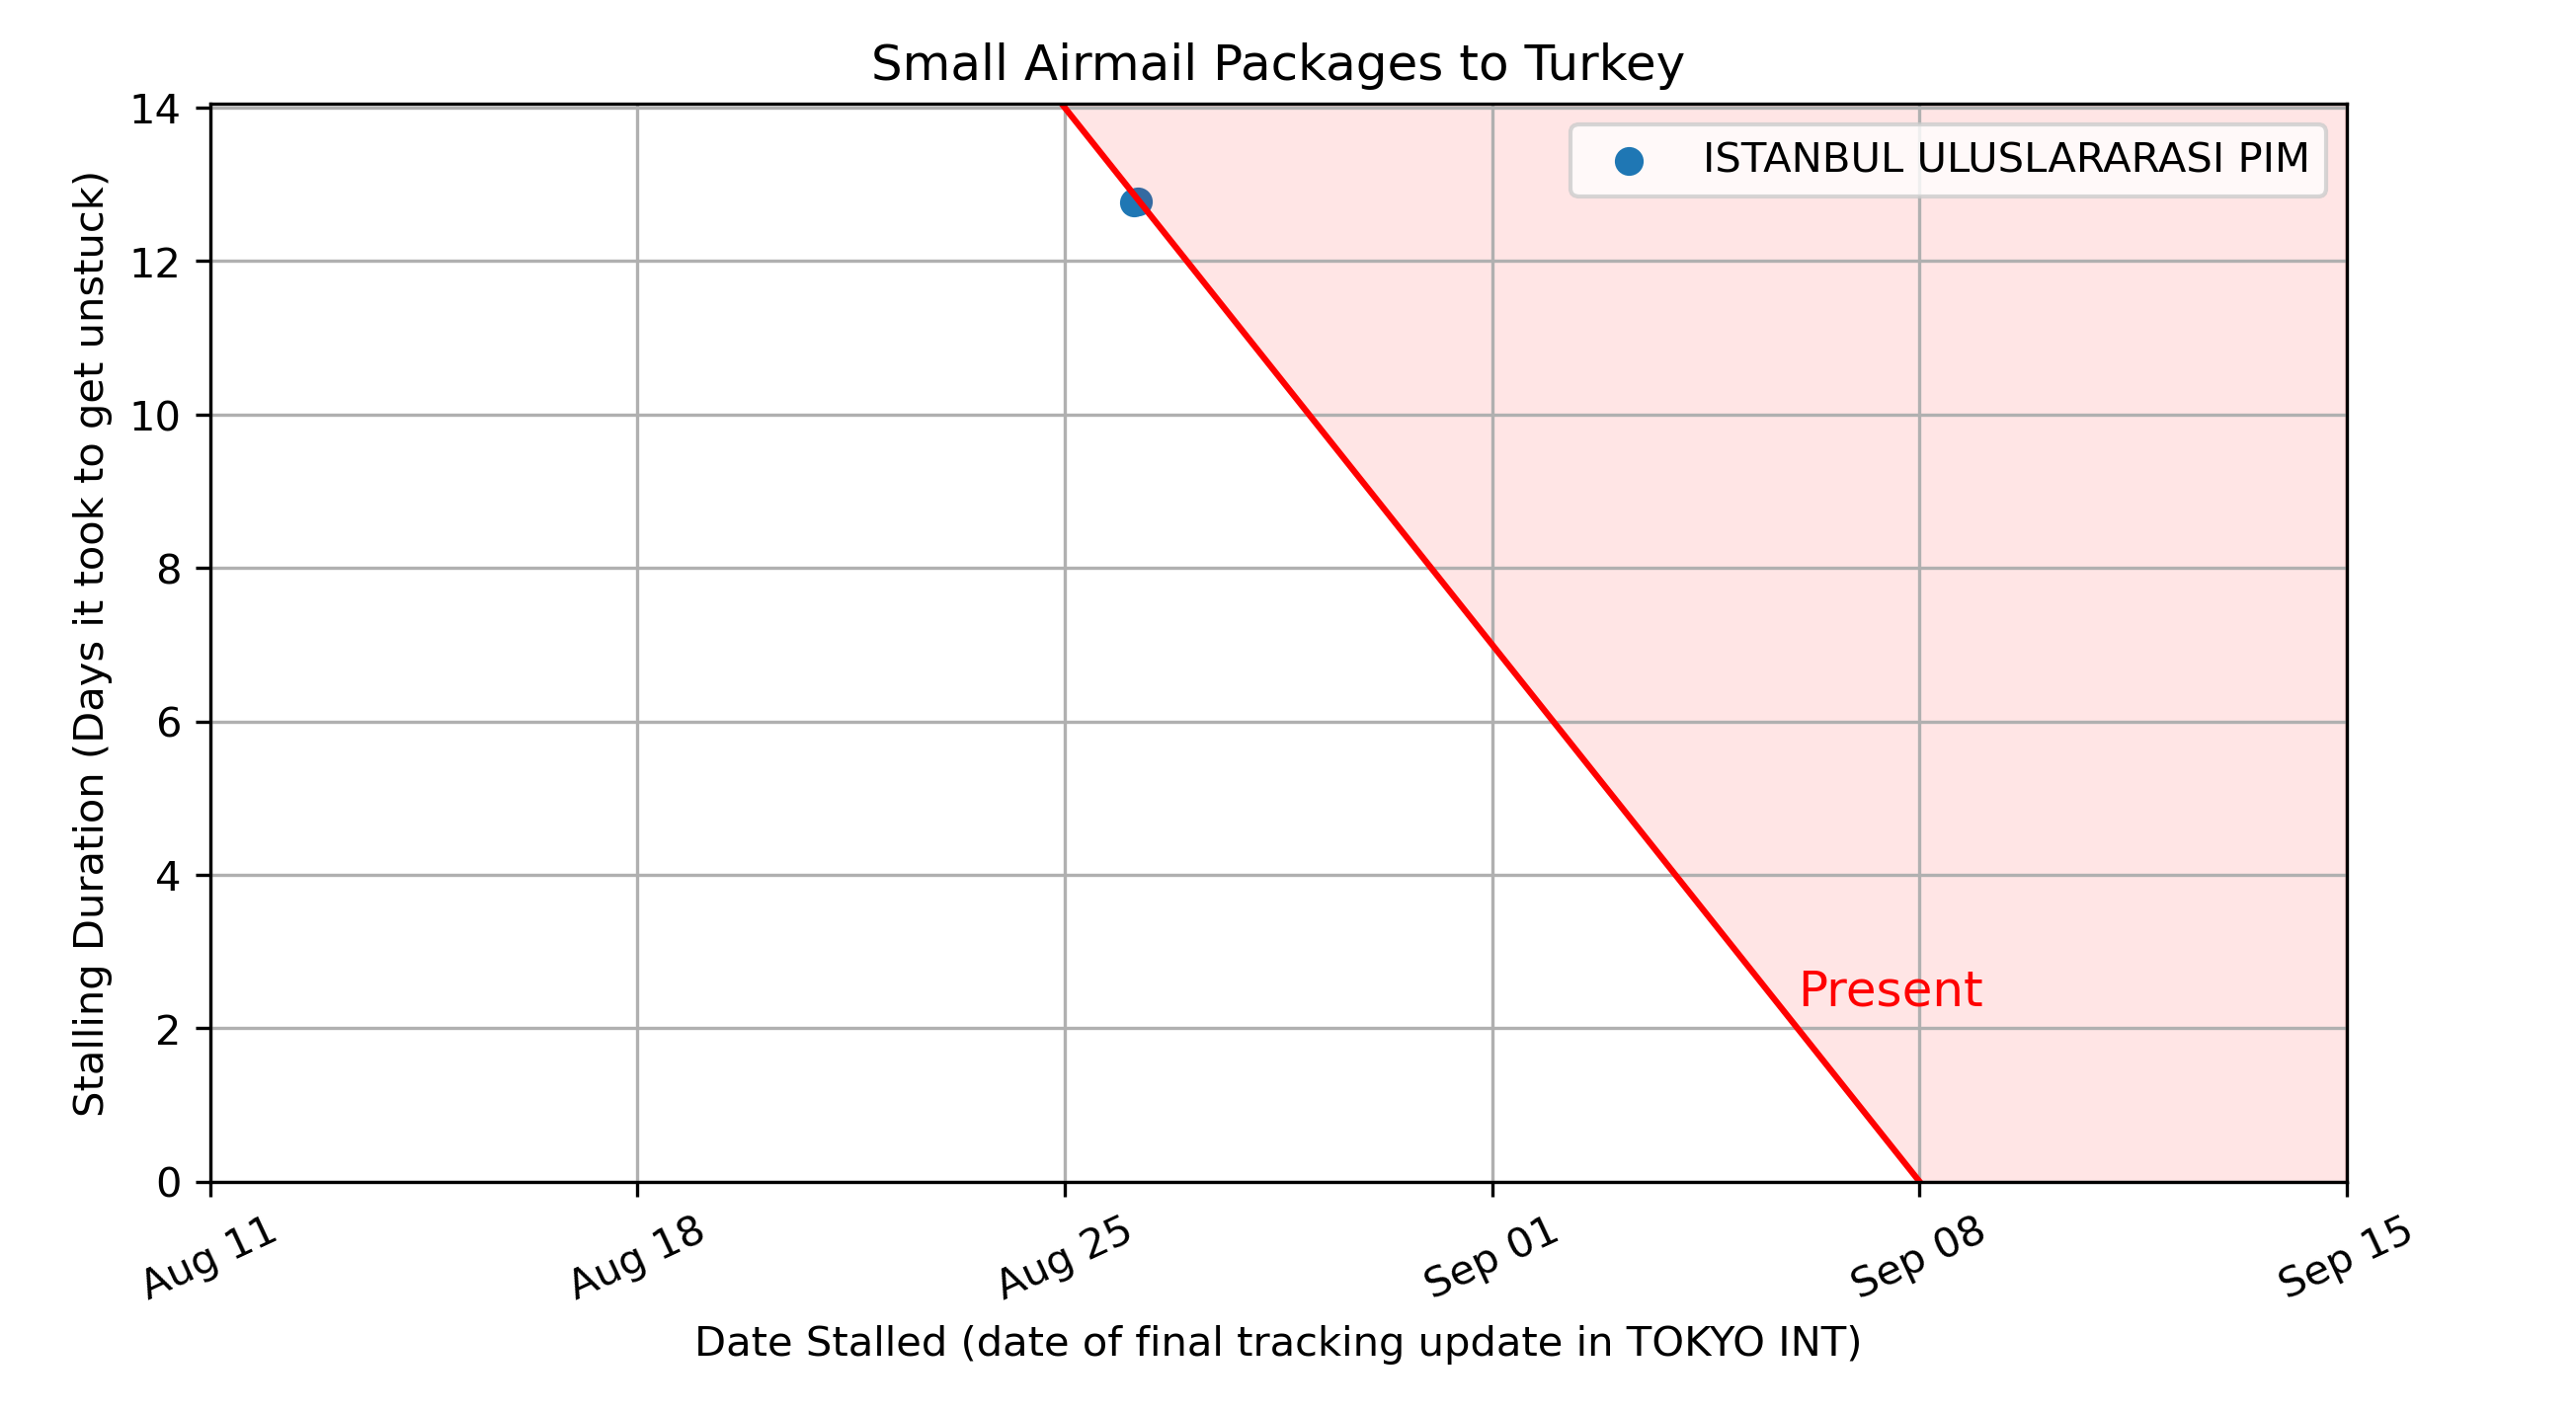 Small Airmail Packages to Turkey
ISTANBUL ULUSLARARASI PIM
Stalling Duration (Days it took to get unstuck)
14
12
10
8
6
4
2
0
Present
Aug 11
Aug 18
Aug 25
Sep 01
Sep 08
Sep 15
Date Stalled (date of final tracking update in TOKYO INT)